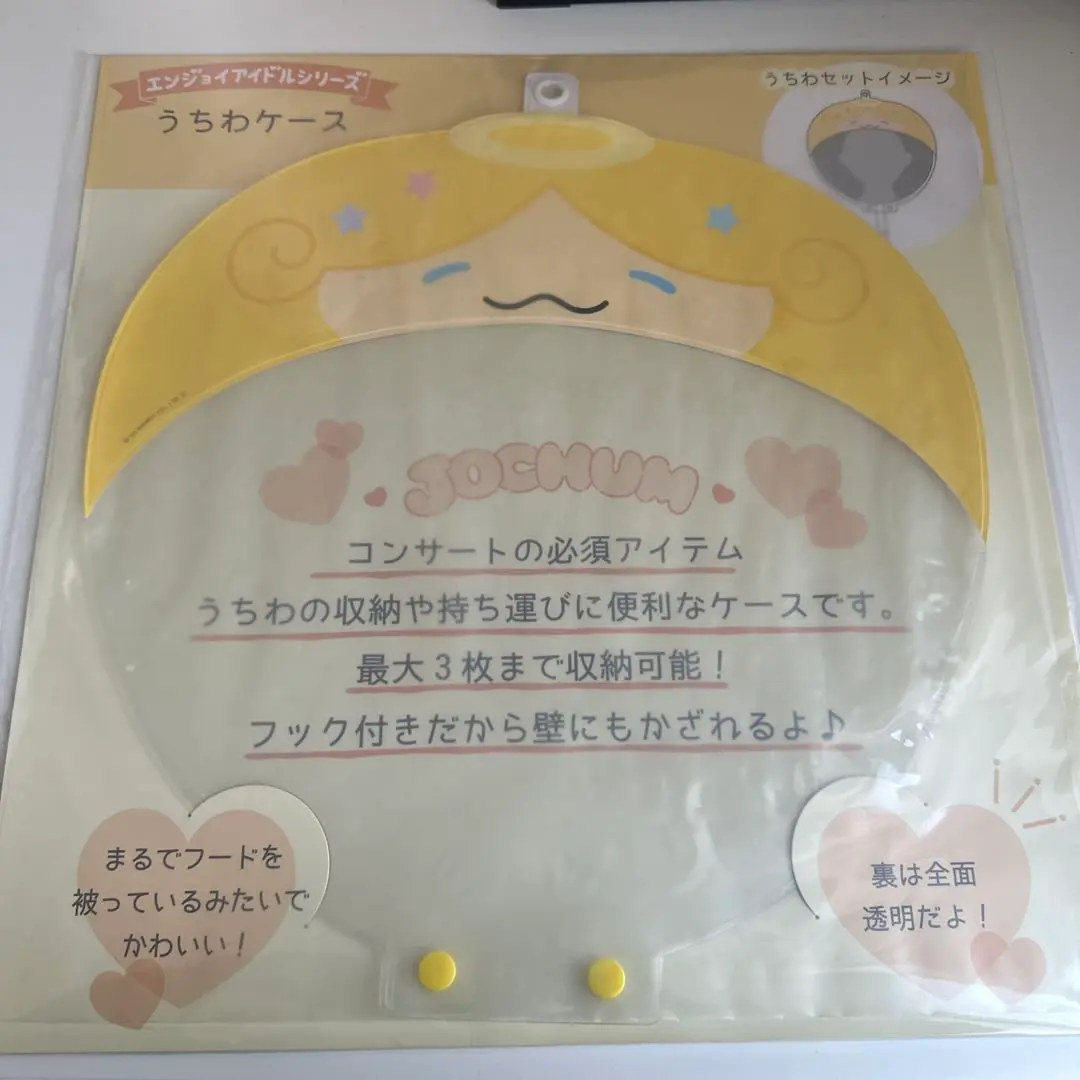 エンジョイアイドルシリーズ
うちわケース
うちわセットイメージ
JOCHUM
コンサートの必須アイテム
うちわの収納や持ち運びに便利なケースです。
最大3枚まで収納可能!
フック付きだから壁にもかざれるよ♪
まるでフードを
被っているみたいで
かわいい!
裏は全面
透明だよ!